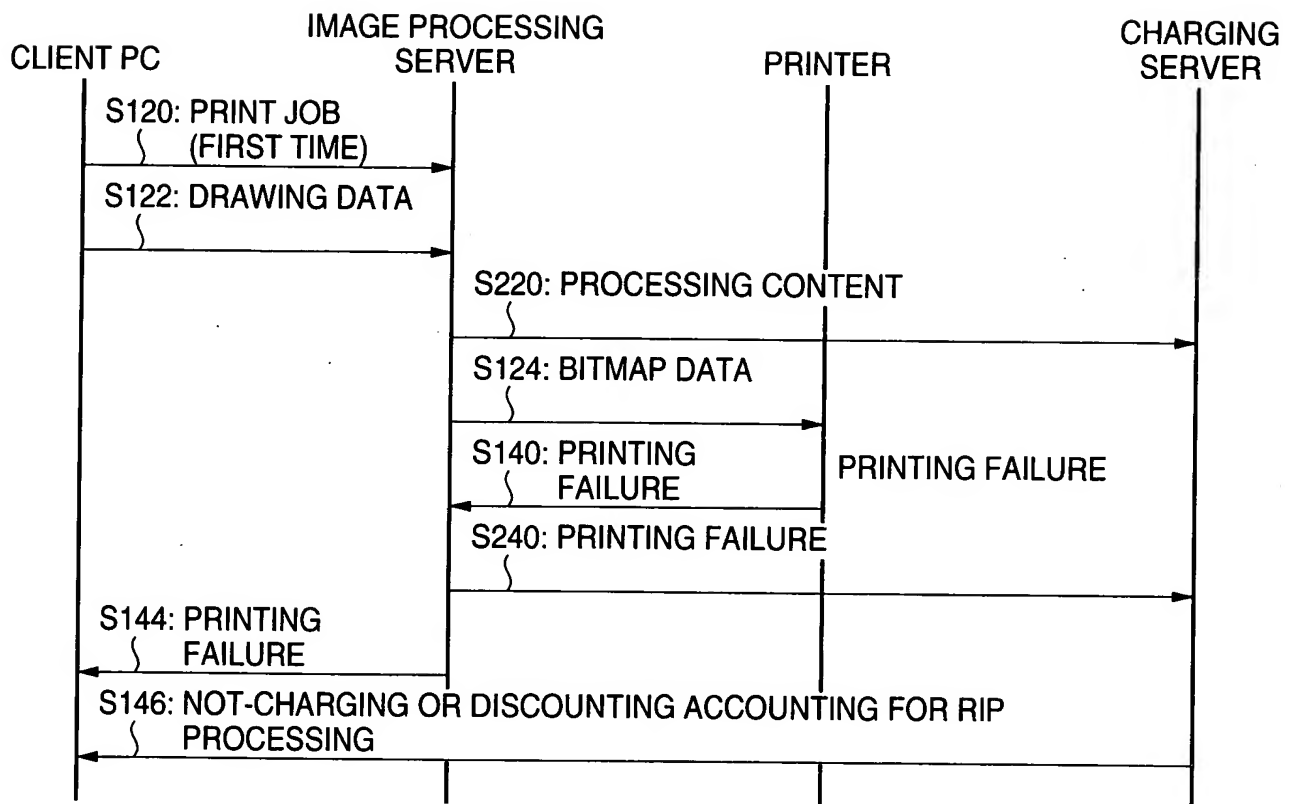 CLIENT PC
IMAGE PROCESSING
SERVER
PRINTER
CHARGING
SERVER
S120: PRINT JOB
(FIRST TIME)
S122: DRAWING DATA
S220: PROCESSING CONTENT
S124: BITMAP DATA
S140: PRINTING
FAILURE
PRINTING FAILURE
S240: PRINTING FAILURE
S144: PRINTING
FAILURE
S146: NOT-CHARGING OR DISCOUNTING ACCOUNTING FOR RIP
PROCESSING